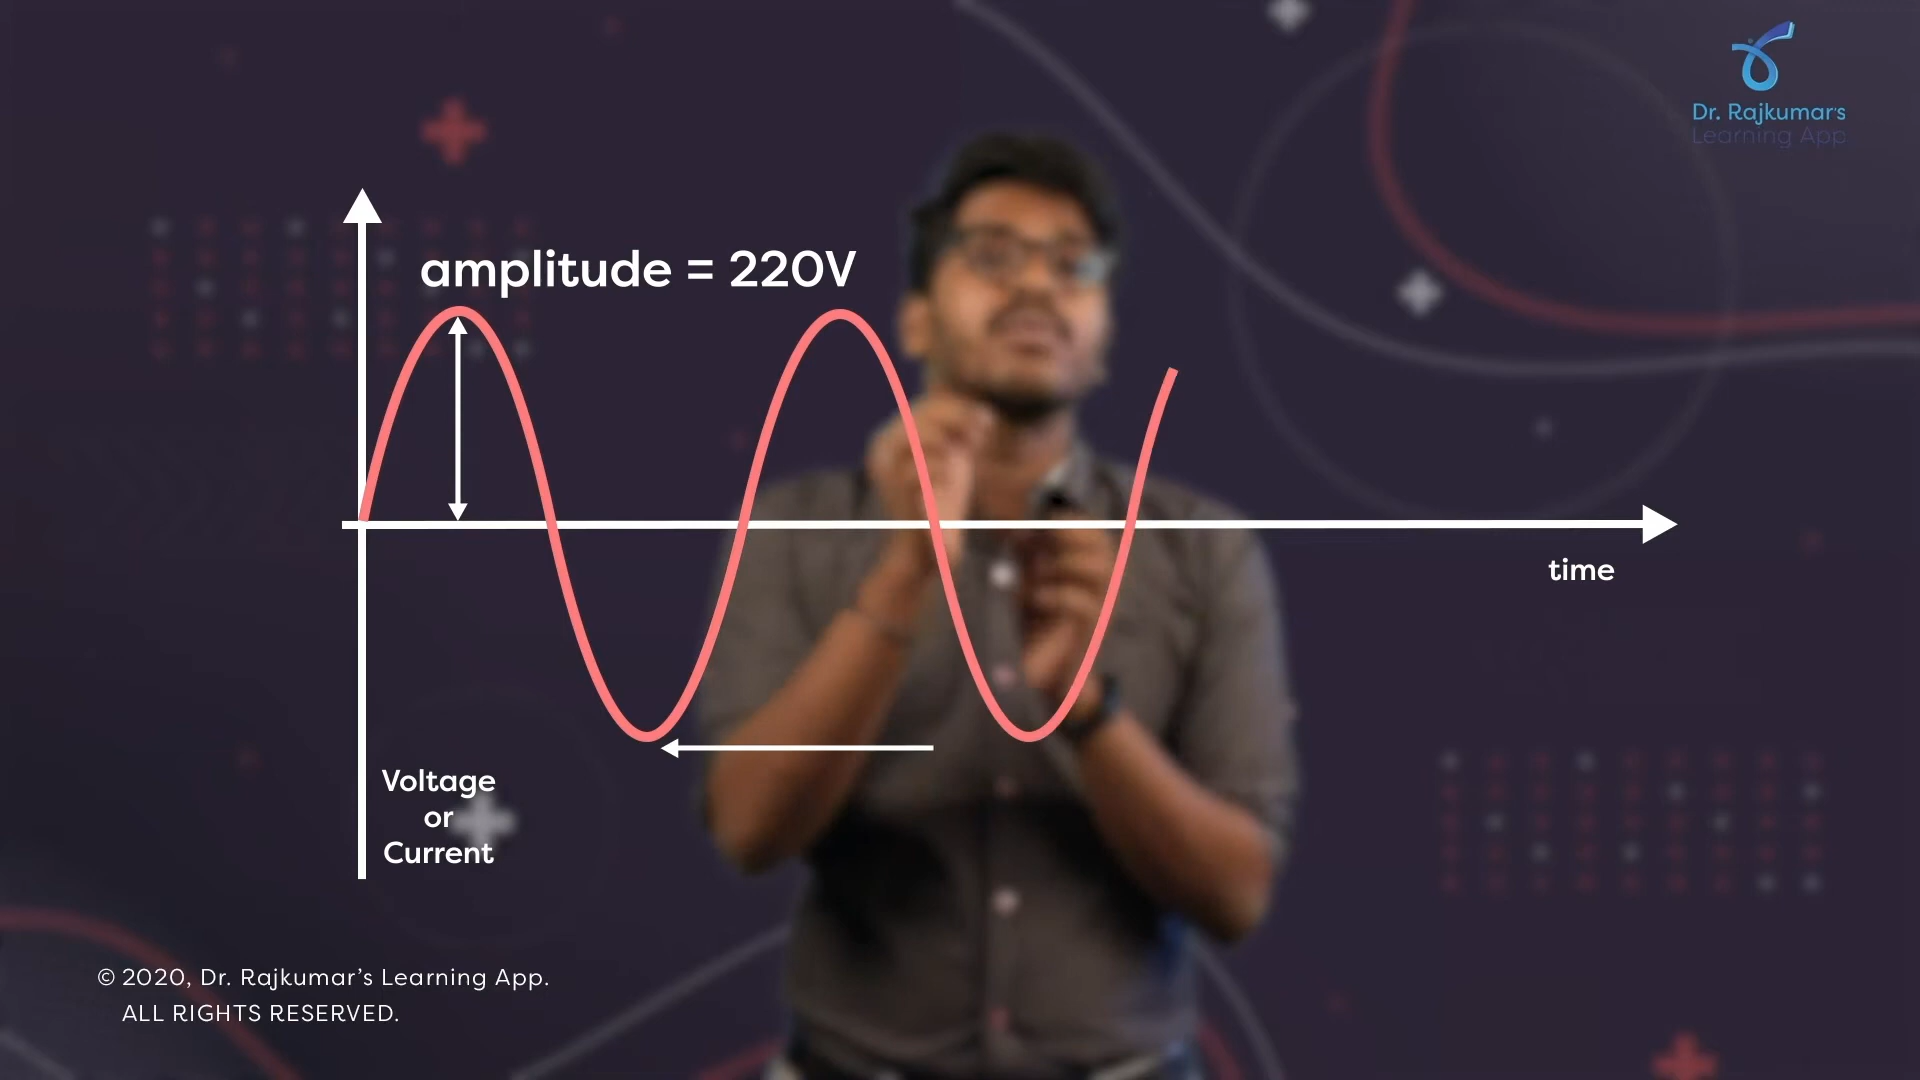 Dr. Rajkumar's
Learning App
amplitude = 220V
time
Voltage
or
Current
© 2020, Dr. Rajkumar’s Learning App.
ALL RIGHTS RESERVED.